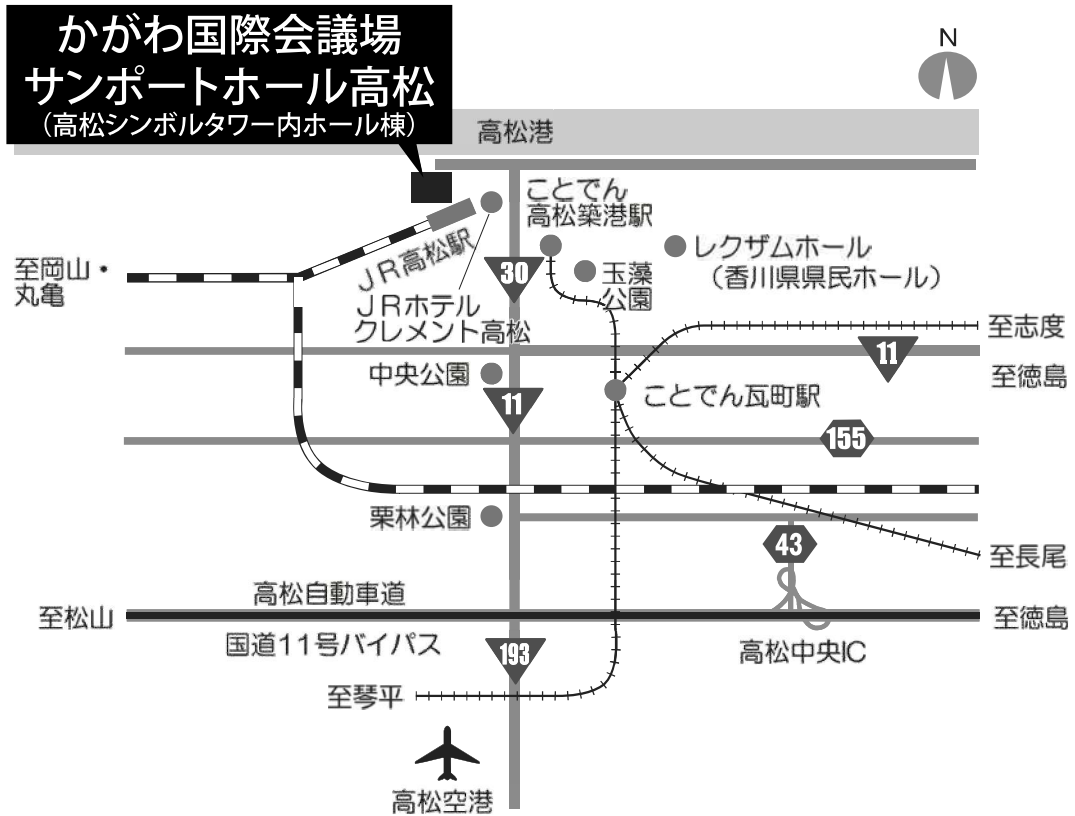 かがわ国際会議場
サンポートホール高松
(高松シンボルタワー内ホール棟)
N
高松港
ことでん
高松築港駅
レクザムホール
(香川県県民ホール)
玉藻
公園
30
JR高松駅
JRホテル
クレメント高松
至岡山・
丸亀
至志度
11
至徳島
中央公園
11
ことでん瓦町駅
155
栗林公園
43
至長尾
高松自動車道
至松山
至徳島
国道11号バイパス
193
高松中央IC
至琴平
高松空港